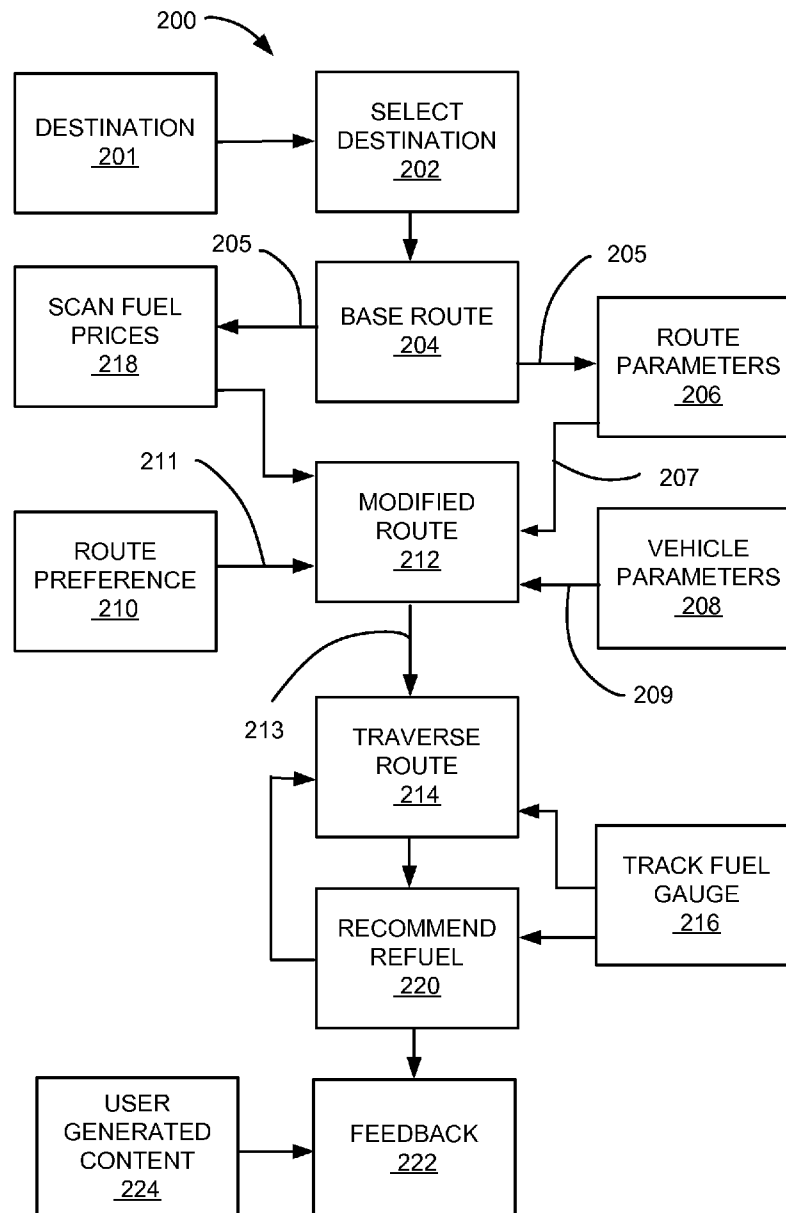 200
DESTINATION
201
SELECT
DESTINATION
202
205
205
SCAN FUEL
PRICES
218
BASE ROUTE
204
ROUTE
PARAMETERS
206
211
207
MODIFIED
ROUTE
212
ROUTE
PREFERENCE
210
VEHICLE
PARAMETERS
208
209
213
TRAVERSE
ROUTE
214
TRACK FUEL
GAUGE
216
RECOMMEND
REFUEL
220
USER
GENERATED
CONTENT
224
FEEDBACK
222